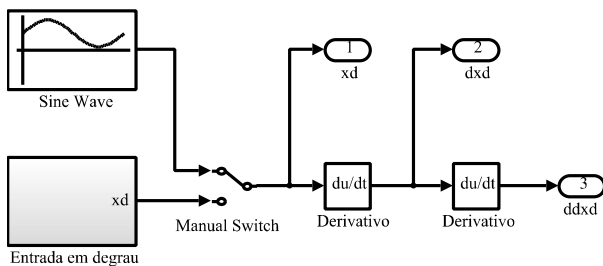 1
xd
2
dxd
Sine Wave
xd
Manual Switch
du/dt
Derivativo
du/dt
Derivativo
3
ddxd
Entrada em degrau